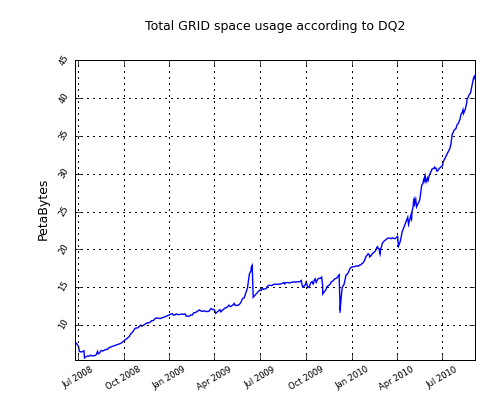 Total GRID space usage according to DQ2
PetaBytes
45
40
35
30
25
20
15
10
Jul 2008
Oct 2008
Jan 2009
Apr 2009
Jul 2009
Oct 2009
Jan 2010
Apr 2010
Jul 2010